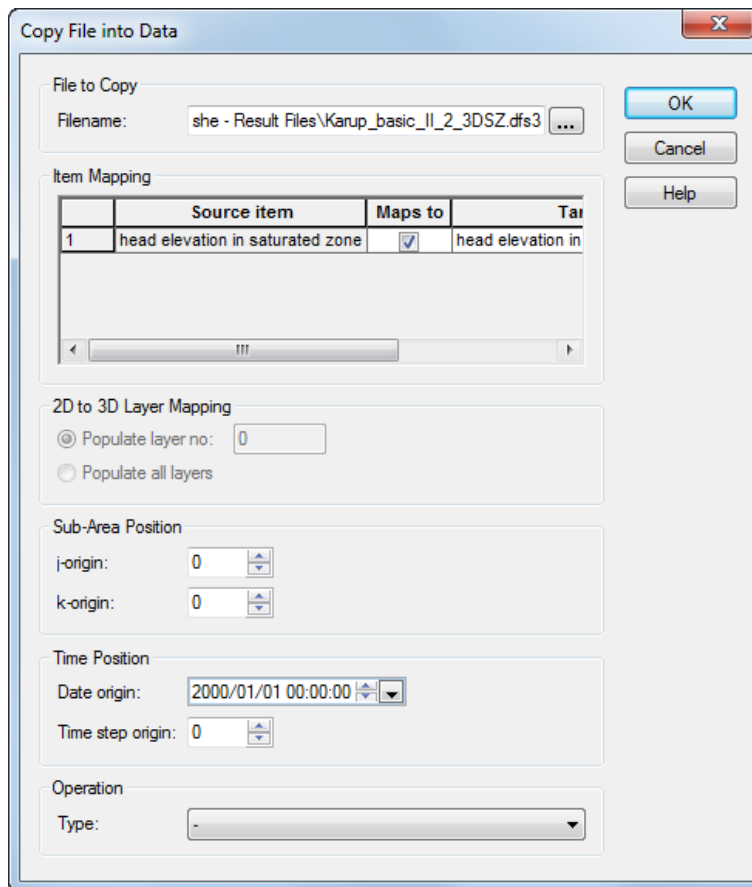 Copy File into Data
File to Copy
Filename: she - Result Files\Karup_basic_II_2_3DSZ.dfs3 ...
OK
Cancel
Help
Item Mapping
Source item Maps to Tar
1 head elevation in saturated zone head elevation in
2D to 3D Layer Mapping
Populate layer no: 0
Populate all layers
Sub-Area Position
j-origin: 0
k-origin: 0
Time Position
Date origin: 2000/01/01 00:00:00
Time step origin: 0
Operation
Type: -